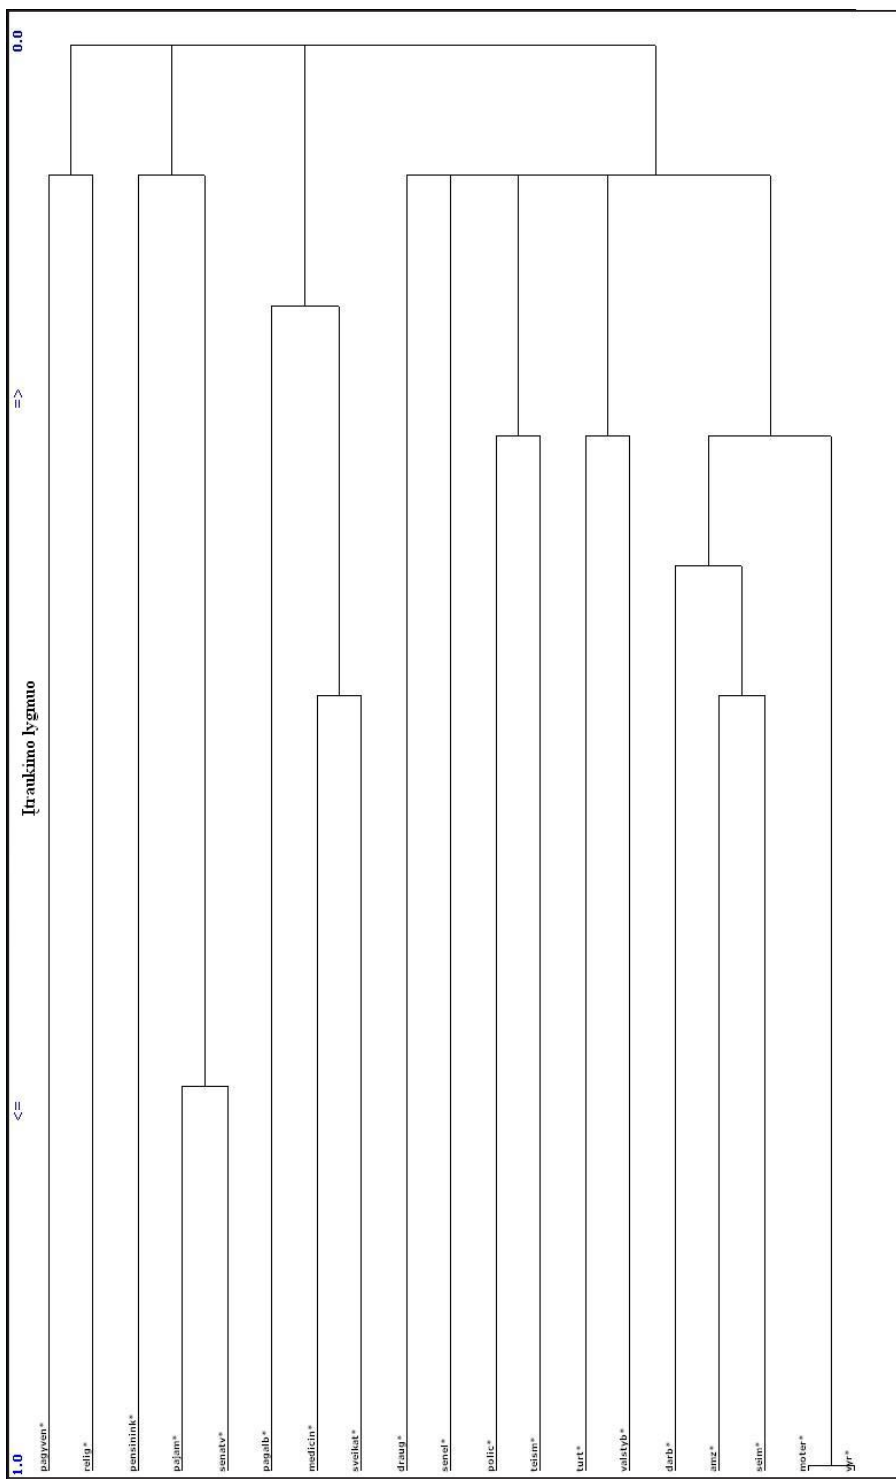 0.0
=>
Įtraukimo lygmuo
<=
1.0
pagyven*
relig*
pensinink*
pajam*
senatv*
pagalb*
medicin*
sveikat*
draug*
senel*
polic*
teism*
turt*
valstyb*
darb*
amz*
seim*
moter*
vyr*